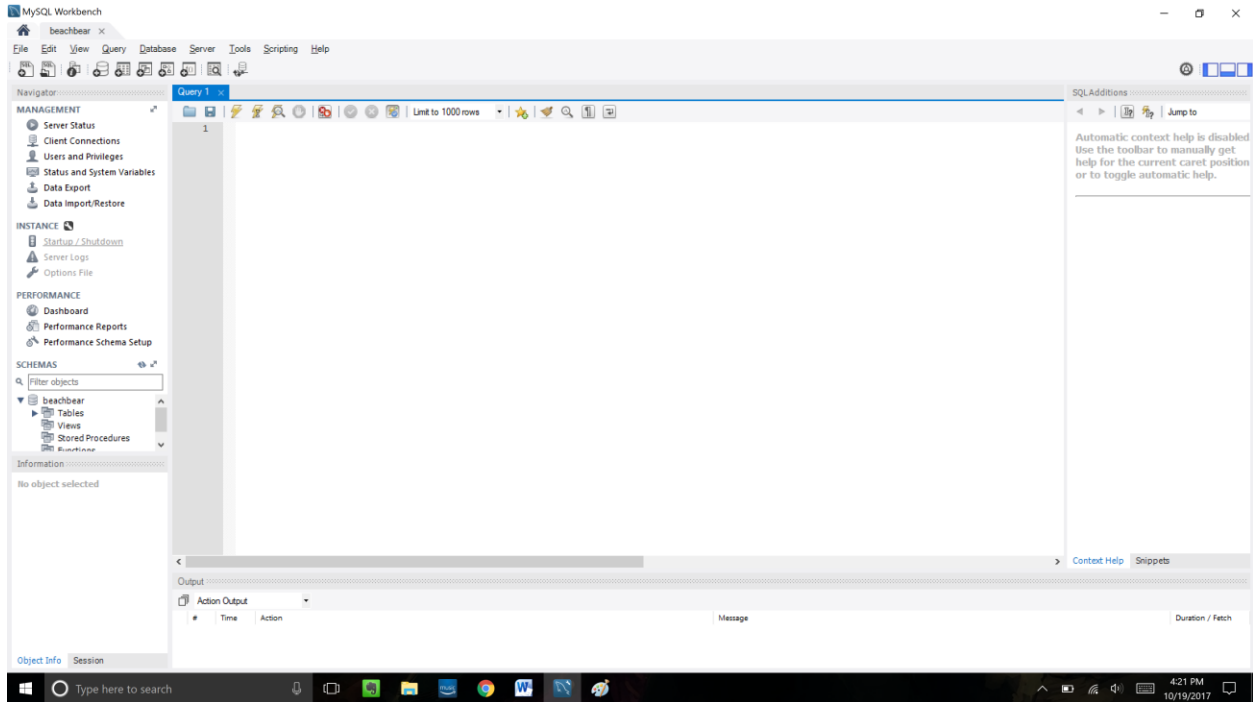 MySQL Workbench
beachbear ×
File Edit View Query Database Server Tools Scripting Help
Navigator
MANAGEMENT
Server Status
Client Connections
Users and Privileges
Status and System Variables
Data Export
Data Import/Restore
INSTANCE
Startup / Shutdown
Server Logs
Options File
PERFORMANCE
Dashboard
Performance Reports
Performance Schema Setup
SCHEMAS
Filter objects
beachbear
Tables
Views
Stored Procedures
Functions
Information
No object selected
Object Info Session
Query 1 ×
Limit to 1000 rows
1
Output
Action Output
# Time Action Message Duration / Fetch
SQLAdditions
Jump to
Automatic context help is disabled.
Use the toolbar to manually get
help for the current caret position
or to toggle automatic help.
Context Help Snippets
Type here to search
4:21 PM
10/19/2017